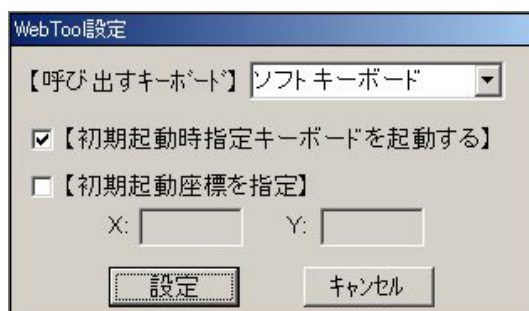 WebTool設定
【呼び出すｷｰﾎﾞｰﾄﾞ】 ソフトキーボード
【初期起動時指定キーボードを起動する】
【初期起動座標を指定】
X: Y:
設定 ｷｬﾝｾﾙ